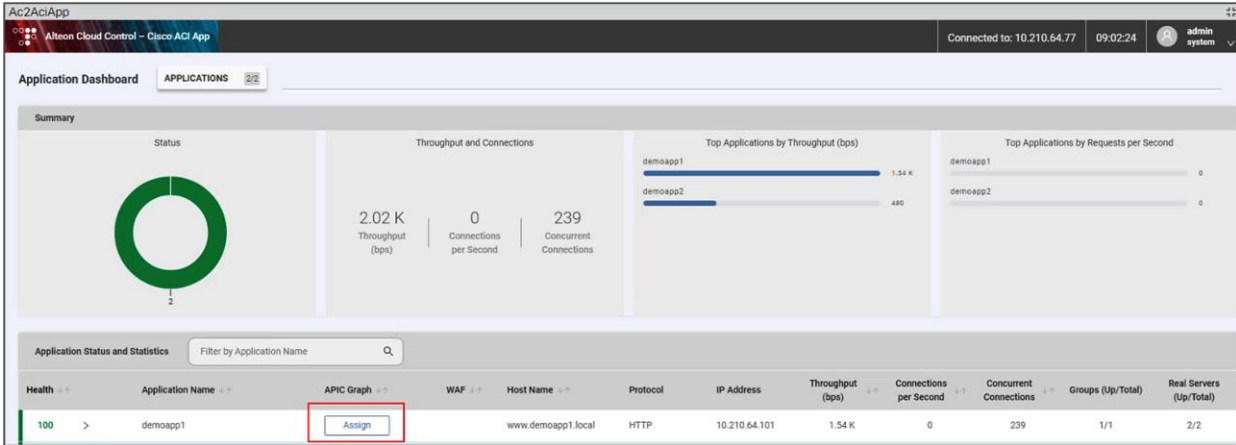 Ac2AciApp
Alteon Cloud Control – Cisco ACI App
Connected to: 10.210.64.77
09:02:24
admin
system
Application Dashboard
APPLICATIONS 2/2
Summary
Status
2
Throughput and Connections
2.02 K
Throughput
(bps)
0
Connections
per Second
239
Concurrent
Connections
Top Applications by Throughput (bps)
demoapp1
1.54 K
demoapp2
480
Top Applications by Requests per Second
demoapp1
0
demoapp2
0
Application Status and Statistics
Filter by Application Name
Health
Application Name
APIC Graph
WAF
Host Name
Protocol
IP Address
Throughput
(bps)
Connections
per Second
Concurrent
Connections
Groups (Up/Total)
Real Servers
(Up/Total)
100 > demoapp1 Assign www.demoapp1.local HTTP 10.210.64.101 1.54 K 0 239 1/1 2/2